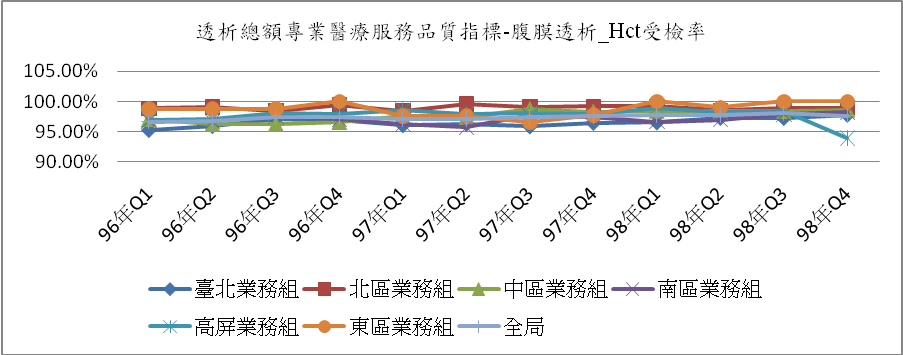 透析總額專業醫療服務品質指標-腹膜透析_Hct受檢率
105.00%
100.00%
95.00%
90.00%
96年Q1
96年Q2
96年Q3
96年Q4
97年Q1
97年Q2
97年Q3
97年Q4
98年Q1
98年Q2
98年Q3
98年Q4
臺北業務組 北區業務組 中區業務組 南區業務組
高屏業務組 東區業務組 全局